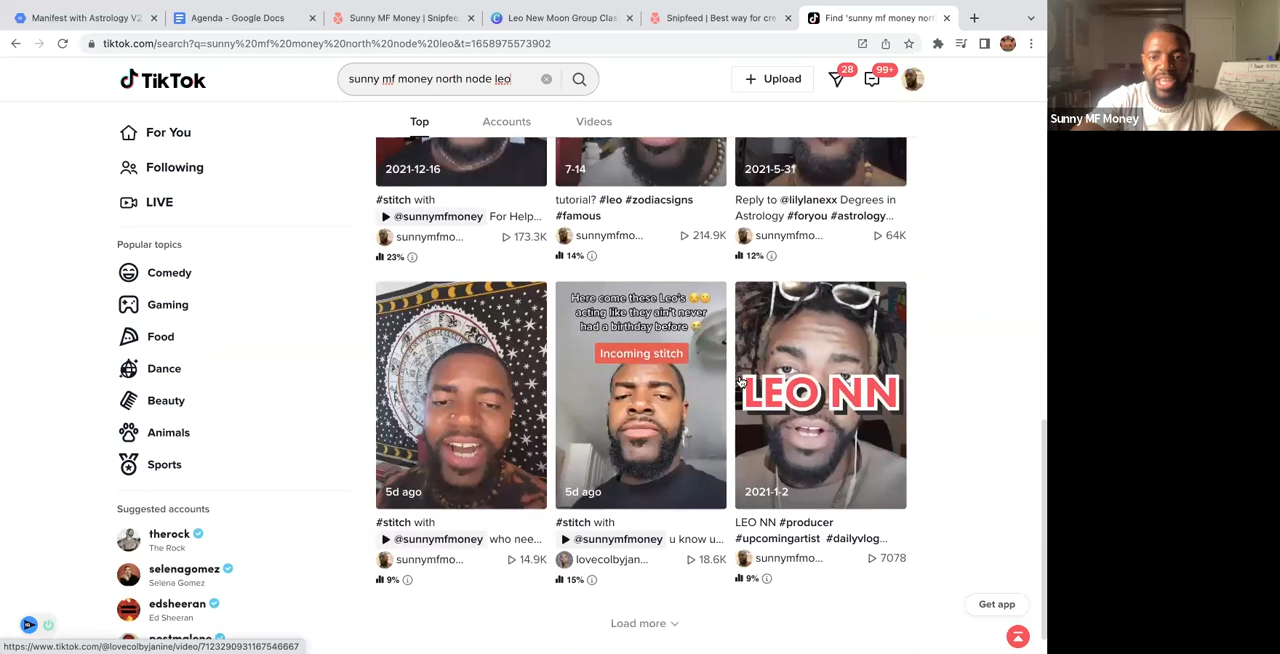 Manifest with Astrology V2
Agenda - Google Docs
Sunny MF Money | Snipfee
Leo New Moon Group Clas
Snipfeed | Best way for cre
Find 'sunny mf money nort
tiktok.com/search?q=sunny%20mf%20money%20north%20node%20leo&t=1658975573902
TikTok
sunny mf money north node leo
Upload
28
99+
Sunny MF Money
Top
Accounts
Videos
For You
Following
LIVE
Popular topics
Comedy
Gaming
Food
Dance
Beauty
Animals
Sports
Suggested accounts
therock
The Rock
selenagomez
Selena Gomez
edsheeran
Ed Sheeran
postmalone
2021-12-16
#stitch with
@sunnymfmoney For Help...
sunnymfmo... 173.3K
23%
7-14
tutorial? #leo #zodiacsigns
#famous
sunnymfmo... 214.9K
14%
2021-5-31
Reply to @lilylanexx Degrees in
Astrology #foryou #astrology...
sunnymfmo... 64K
12%
5d ago
#stitch with
@sunnymfmoney who nee...
sunnymfmo... 14.9K
9%
Here come these Leo's
acting like they ain't never
had a birthday before
Incoming stitch
5d ago
#stitch with
@sunnymfmoney u know u...
lovecolbyjan... 18.6K
15%
LEO NN
2021-1-2
LEO NN #producer
#upcomingartist #dailyvlog...
sunnymfmo... 7078
9%
Load more
Get app
https://www.tiktok.com/@lovecolbyjanine/video/7123290931167546667